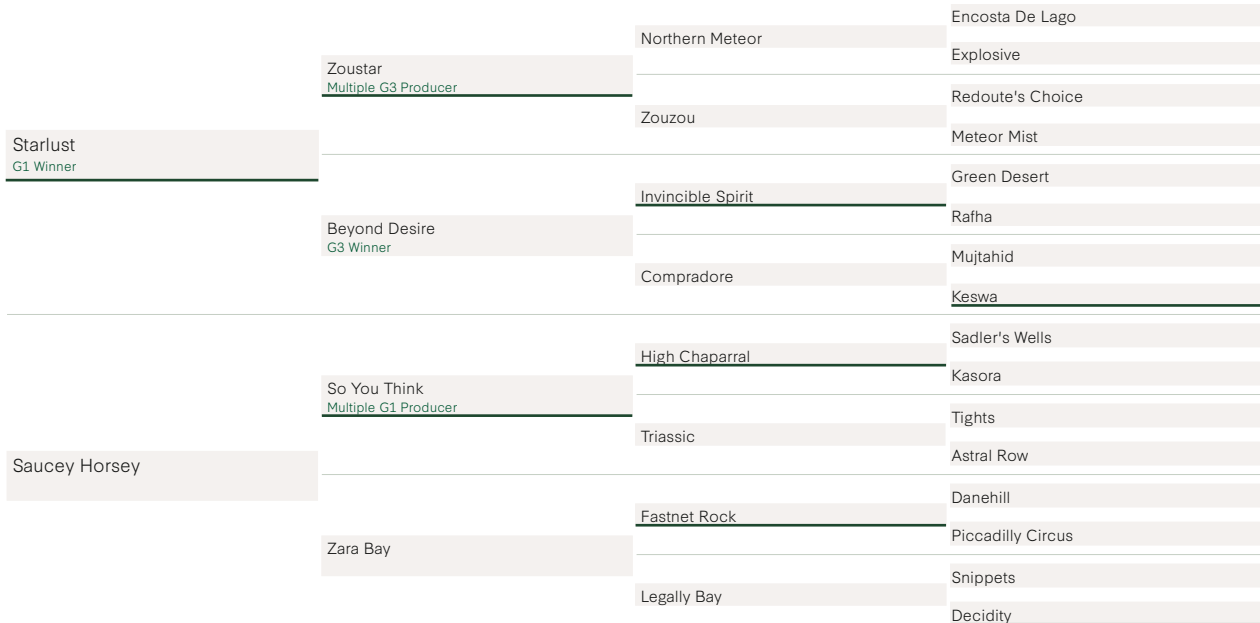 Starlust
G1 Winner
Saucey Horsey
Zoustar
Multiple G3 Producer
Beyond Desire
G3 Winner
So You Think
Multiple G1 Producer
Zara Bay
Northern Meteor
Zouzou
Invincible Spirit
Compradore
High Chaparral
Triassic
Fastnet Rock
Legally Bay
Encosta De Lago
Explosive
Redoute's Choice
Meteor Mist
Green Desert
Rafha
Mujtahid
Keswa
Sadler's Wells
Kasora
Tights
Astral Row
Danehill
Piccadilly Circus
Snippets
Decidity